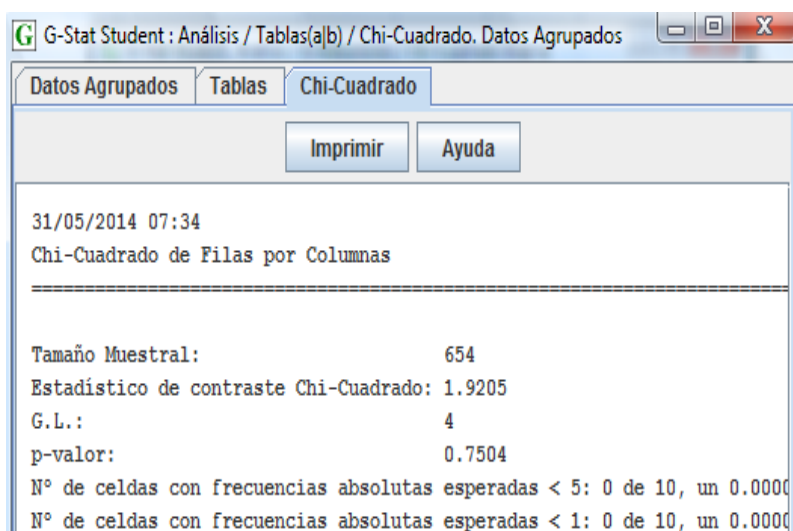 G G-Stat Student : Análisis / Tablas(a|b) / Chi-Cuadrado. Datos Agrupados X
Datos Agrupados Tablas Chi-Cuadrado
Imprimir Ayuda
31/05/2014 07:34
Chi-Cuadrado de Filas por Columnas
Tamaño Muestral: 654
Estadístico de contraste Chi-Cuadrado: 1.9205
G.L.: 4
p-valor: 0.7504
Nº de celdas con frecuencias absolutas esperadas < 5: 0 de 10, un 0.0000
Nº de celdas con frecuencias absolutas esperadas < 1: 0 de 10, un 0.0000